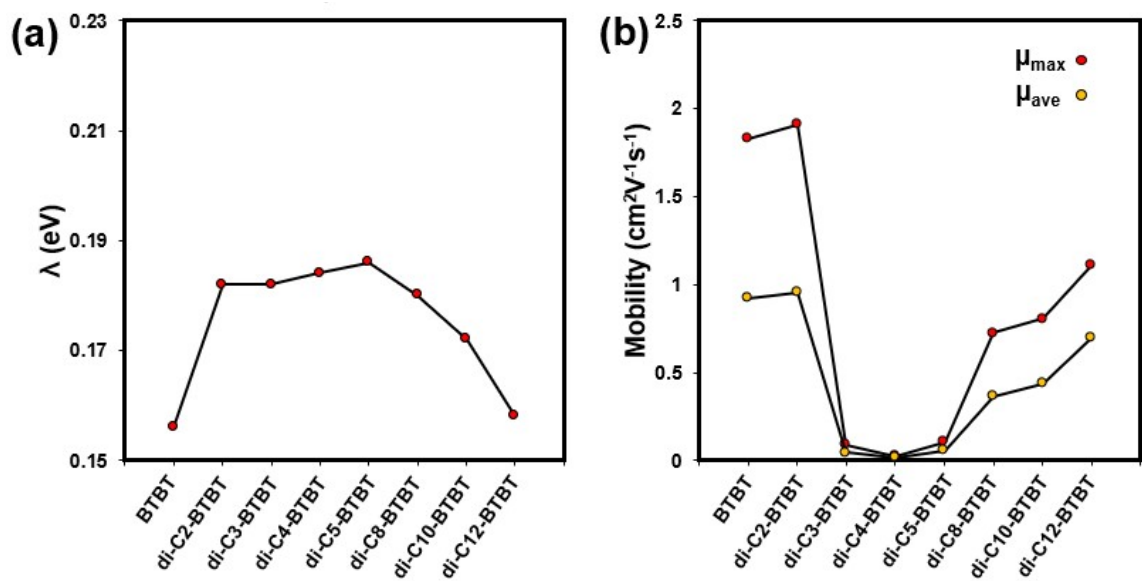 (a)
0.23
0.21
0.19
0.17
0.15
λ (eV)
BTBT
di-C2-BTBT
di-C3-BTBT
di-C4-BTBT
di-C5-BTBT
di-C8-BTBT
di-C10-BTBT
di-C12-BTBT
(b)
2.5
2
1.5
1
0.5
0
Mobility (cm²V⁻¹s⁻¹)
μmax
μave
BTBT
di-C2-BTBT
di-C3-BTBT
di-C4-BTBT
di-C5-BTBT
di-C8-BTBT
di-C10-BTBT
di-C12-BTBT